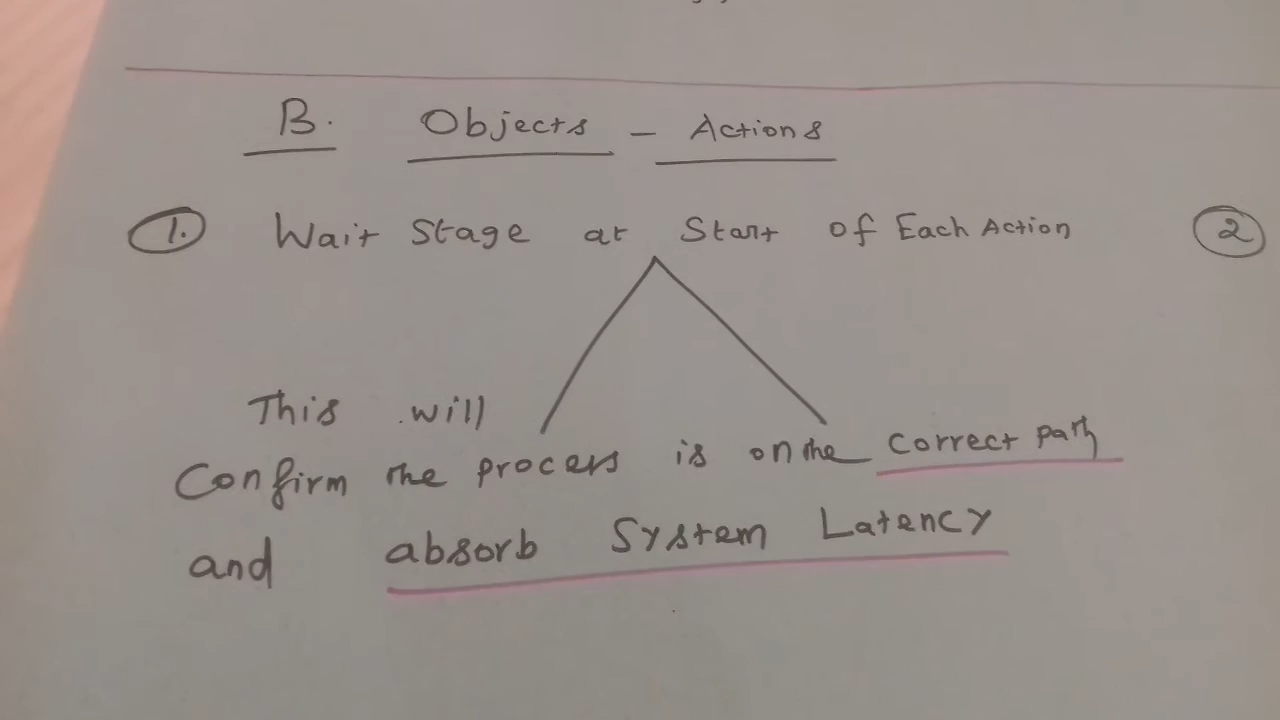 B. Objects - Actions
1. Wait Stage at Start of Each Action
2
This will
Confirm the process is on the correct path
and absorb System Latency